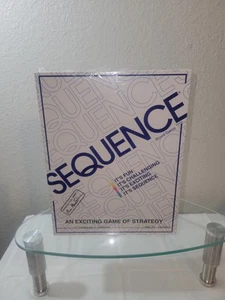 SEQUENCE
IT'S FUN
IT'S CHALLENGING
IT'S EXCITING
IT'S SEQUENCE
AN EXCITING GAME OF STRATEGY